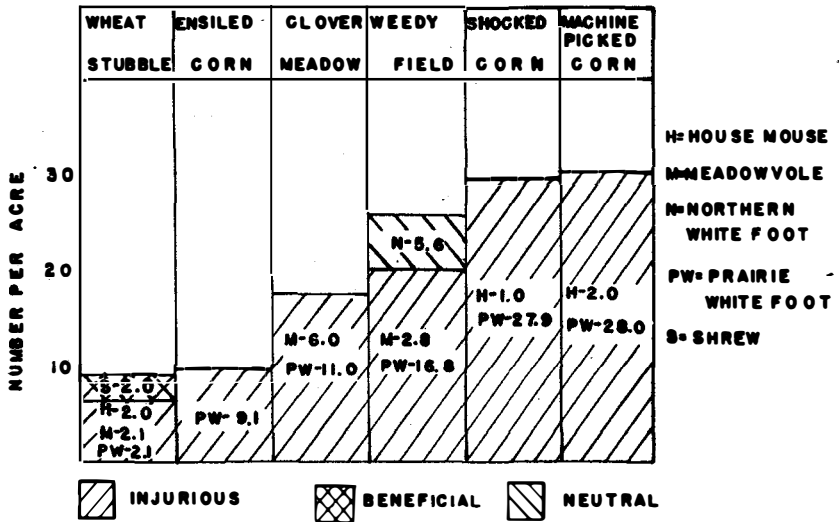 WHEAT STUBBLE
ENSILED CORN
CLOVER MEADOW
WEEDY FIELD
SHOCKED CORN
MACHINE PICKED CORN
NUMBER PER ACRE
30
20
10
S-2.0
H-2.0
M-2.1
PW-2.1
PW-9.1
M-6.0
PW-11.0
N-5.6
M-2.8
PW-16.8
H-1.0
PW-27.9
H-2.0
PW-28.0
H=HOUSE MOUSE
M=MEADOWVOLE
N=NORTHERN
WHITE FOOT
PW=PRAIRIE
WHITE FOOT
S=SHREW
INJURIOUS
BENEFICIAL
NEUTRAL